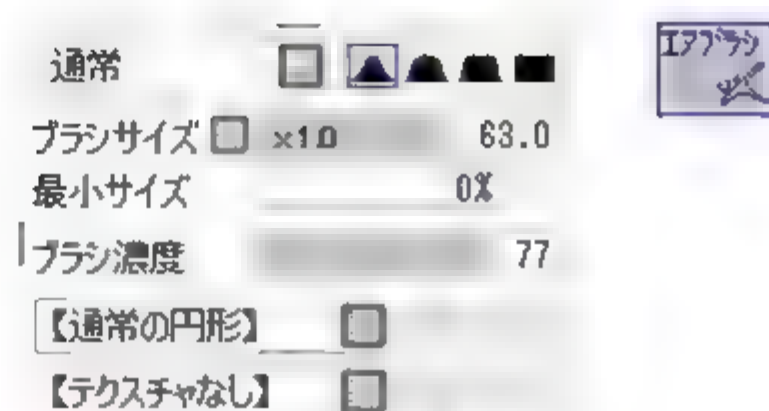 通常
エアブラシ
ブラシサイズ ×10 63.0
最小サイズ 0%
ブラシ濃度 77
【通常の円形】
【テクスチャなし】